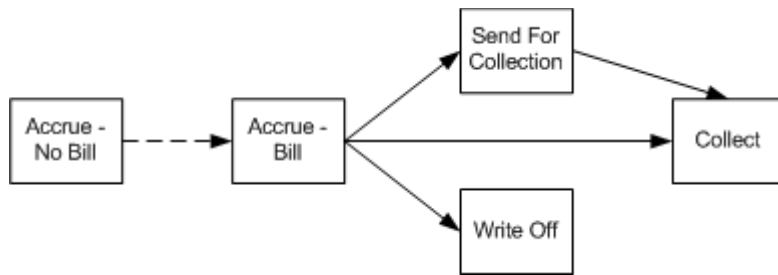 Accrue -
No Bill
Accrue -
Bill
Send For
Collection
Collect
Write Off